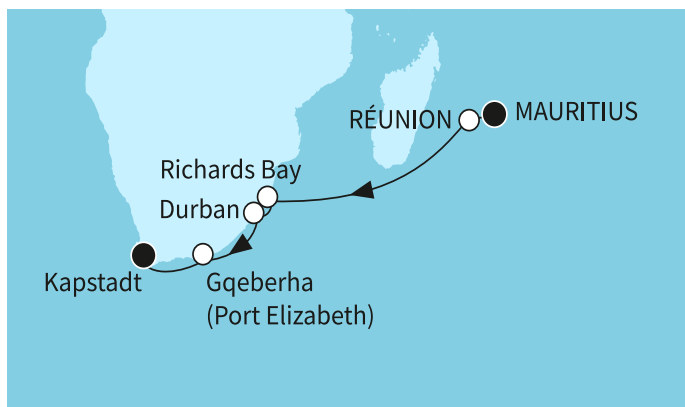 RÉUNION
MAURITIUS
Richards Bay
Durban
Kapstadt
Gqeberha
(Port Elizabeth)